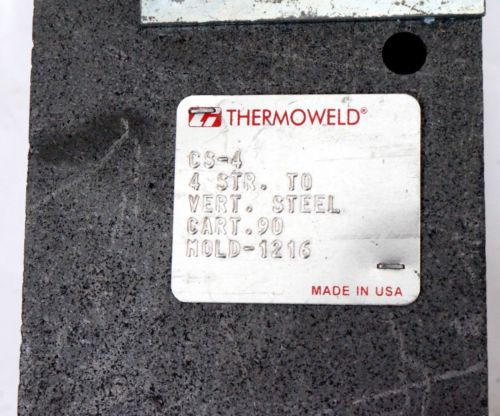 THERMOWELD®
CS-4
4 STR. TO
VERT. STEEL
CART.90
MOLD-1216
MADE IN USA